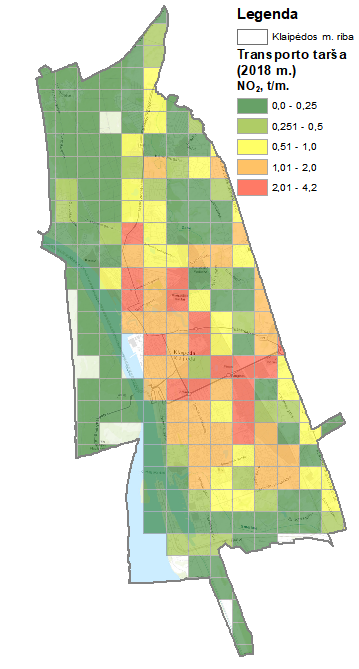 Legenda
Klaipėdos m. riba
Transporto tarša
(2018 m.)
NO₂, t/m.
0,0 - 0,25
0,251 - 0,5
0,51 - 1,0
1,01 - 2,0
2,01 - 4,2
Klaipėda